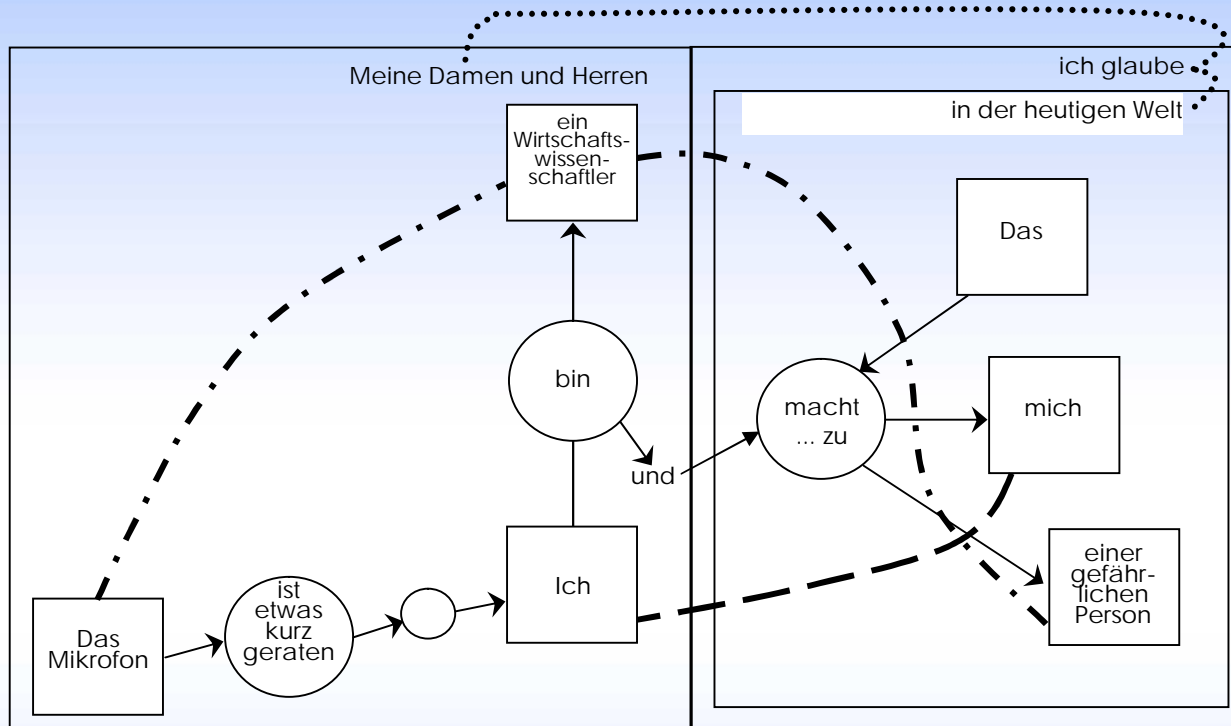 Meine Damen und Herren
ein
Wirtschafts-
wissen-
schaftler
bin
und
Ich
ist
etwas
kurz
geraten
Das
Mikrofon
ich glaube
in der heutigen Welt
Das
macht
... zu
mich
einer
gefähr-
lichen
Person